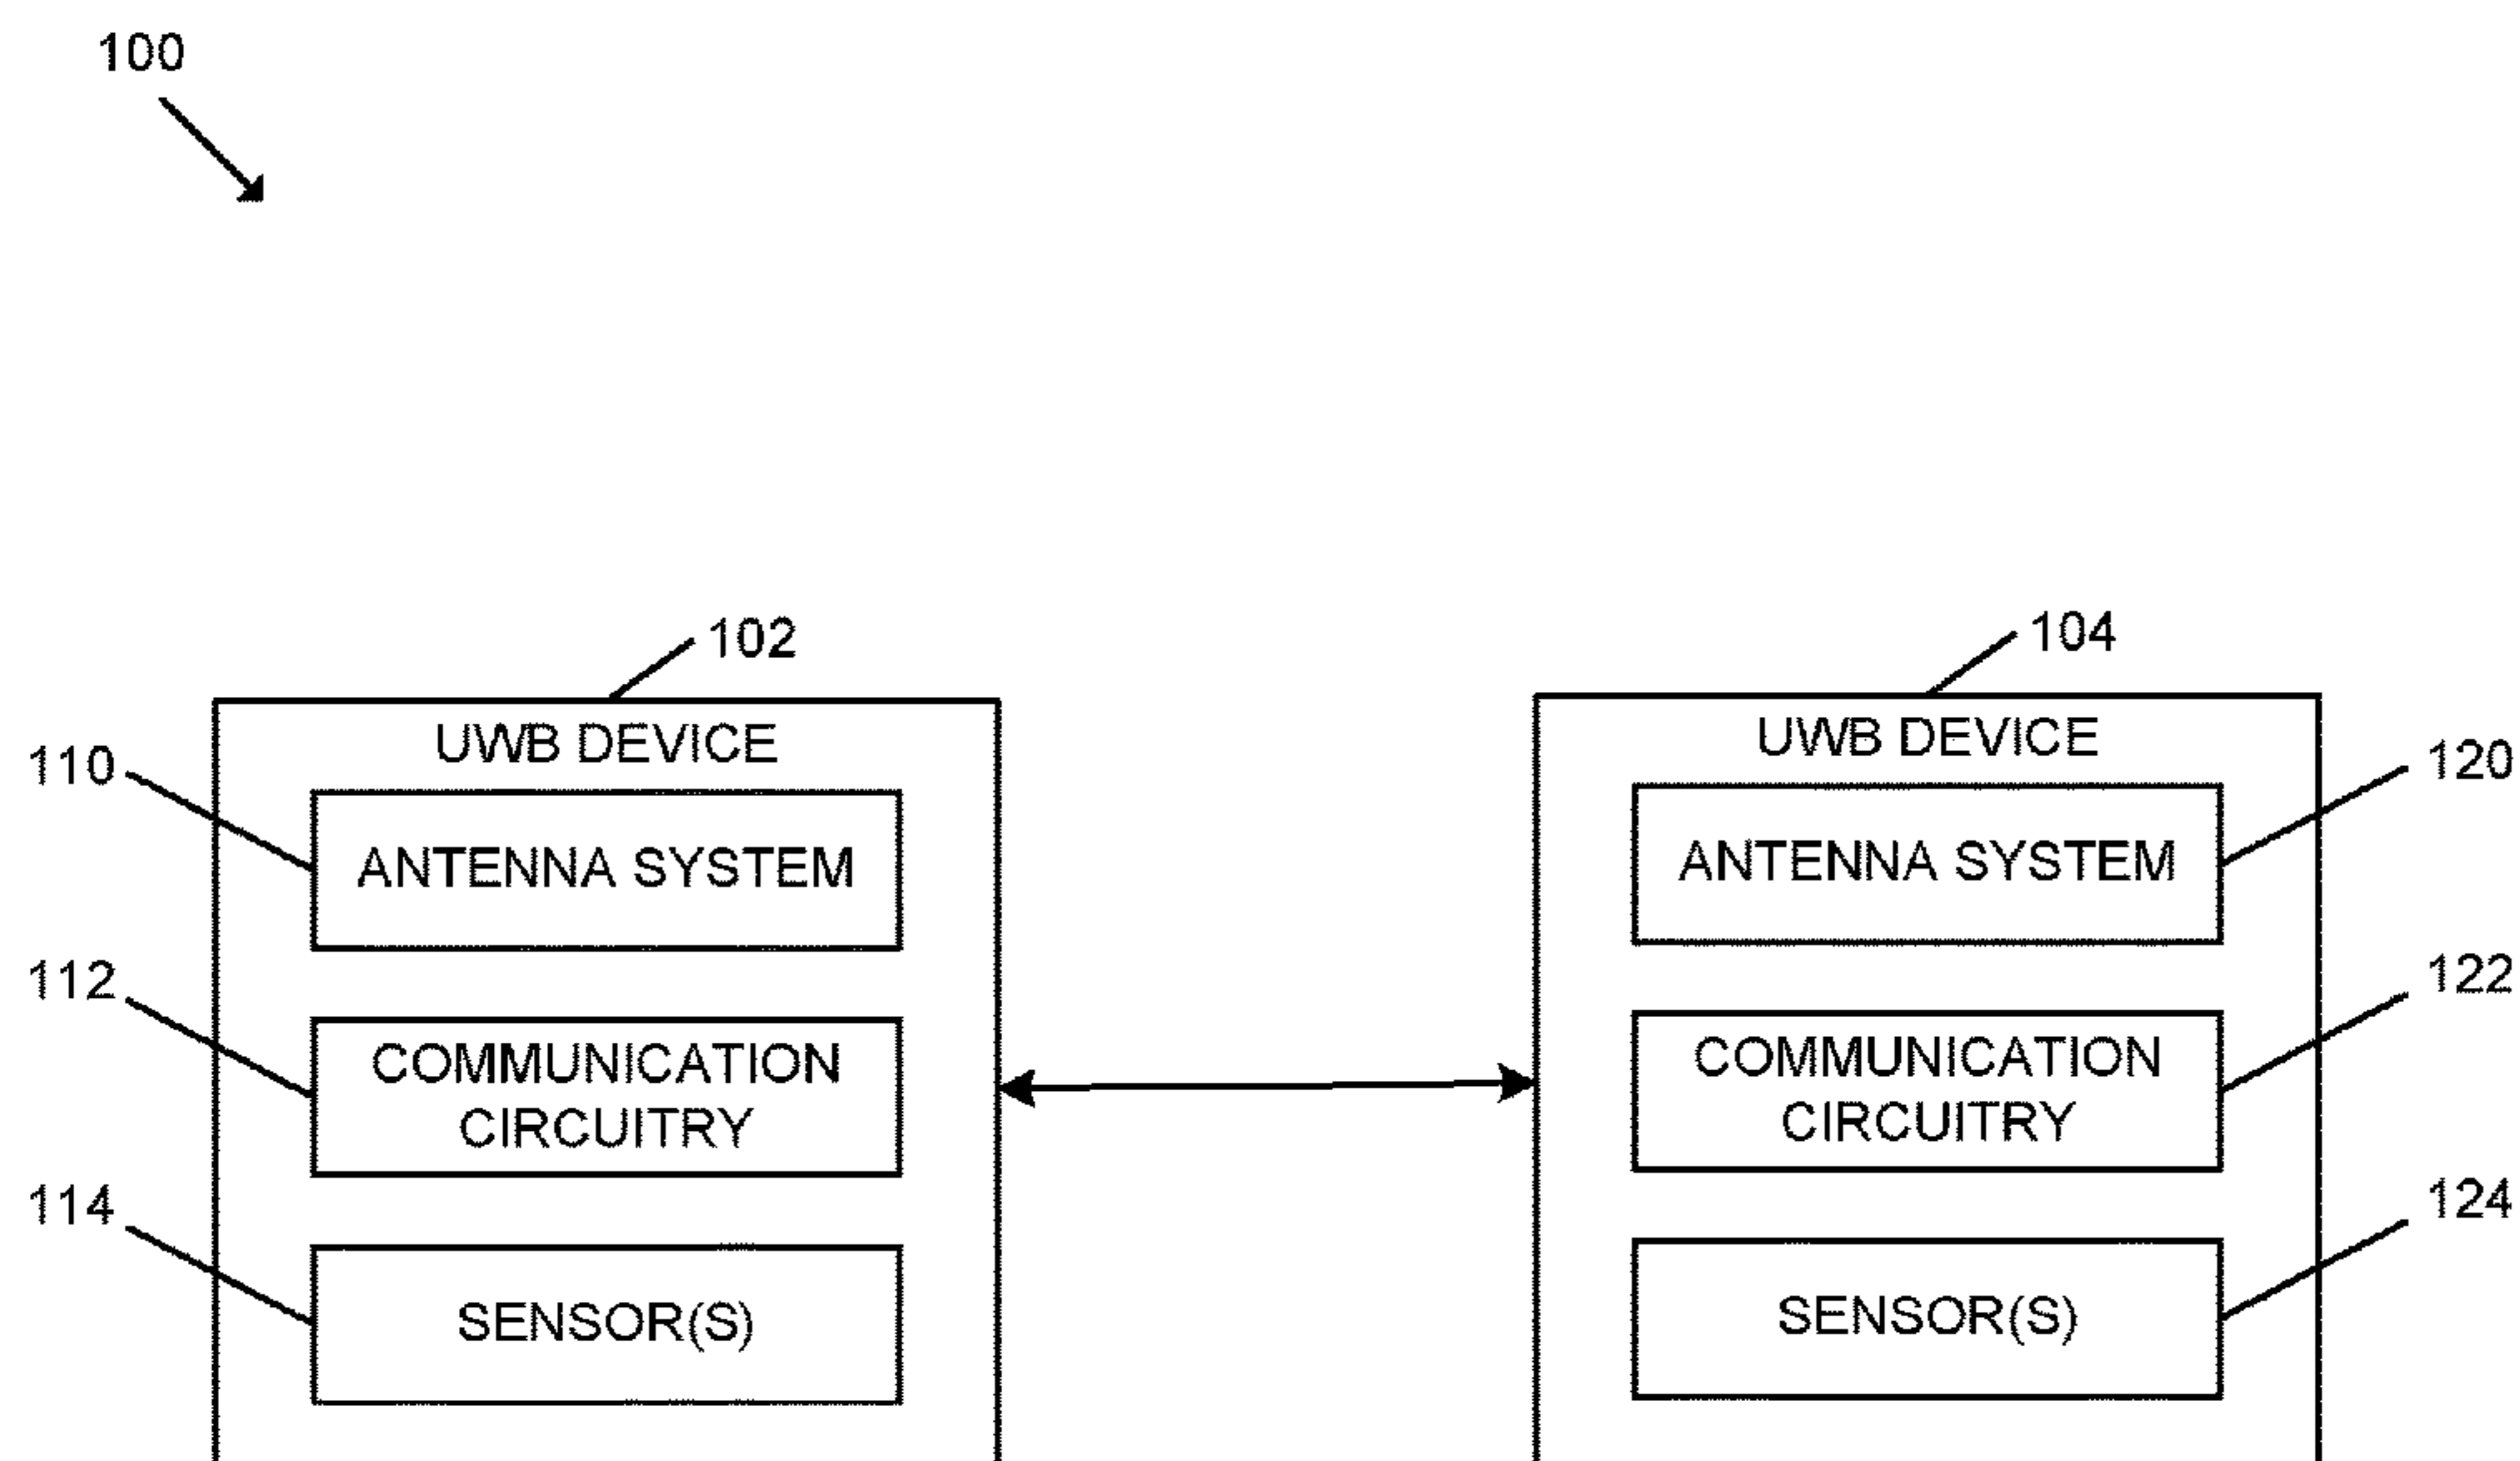 100
102
104
UWB DEVICE
UWB DEVICE
110
120
ANTENNA SYSTEM
ANTENNA SYSTEM
112
122
COMMUNICATION
CIRCUITRY
COMMUNICATION
CIRCUITRY
114
124
SENSOR(S)
SENSOR(S)